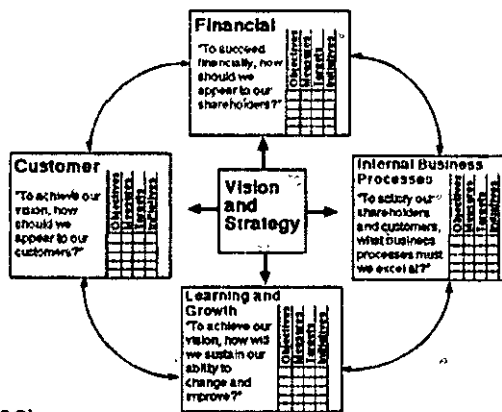 Financial
"To succeed
financially, how
should we
appear to our
shareholders?"
Objectives
Measures
Targets
Initiatives
Customer
"To achieve our
vision, how
should we
appear to our
customers?"
Objectives
Measures
Targets
Initiatives
Vision
and
Strategy
Internal Business
Processes
"To satisfy our
shareholders
and customers,
what business
processes must
we excel at?"
Objectives
Measures
Targets
Initiatives
Learning and
Growth
"To achieve our
vision, how will
we sustain our
ability to
change and
improve?"
Objectives
Measures
Targets
Initiatives